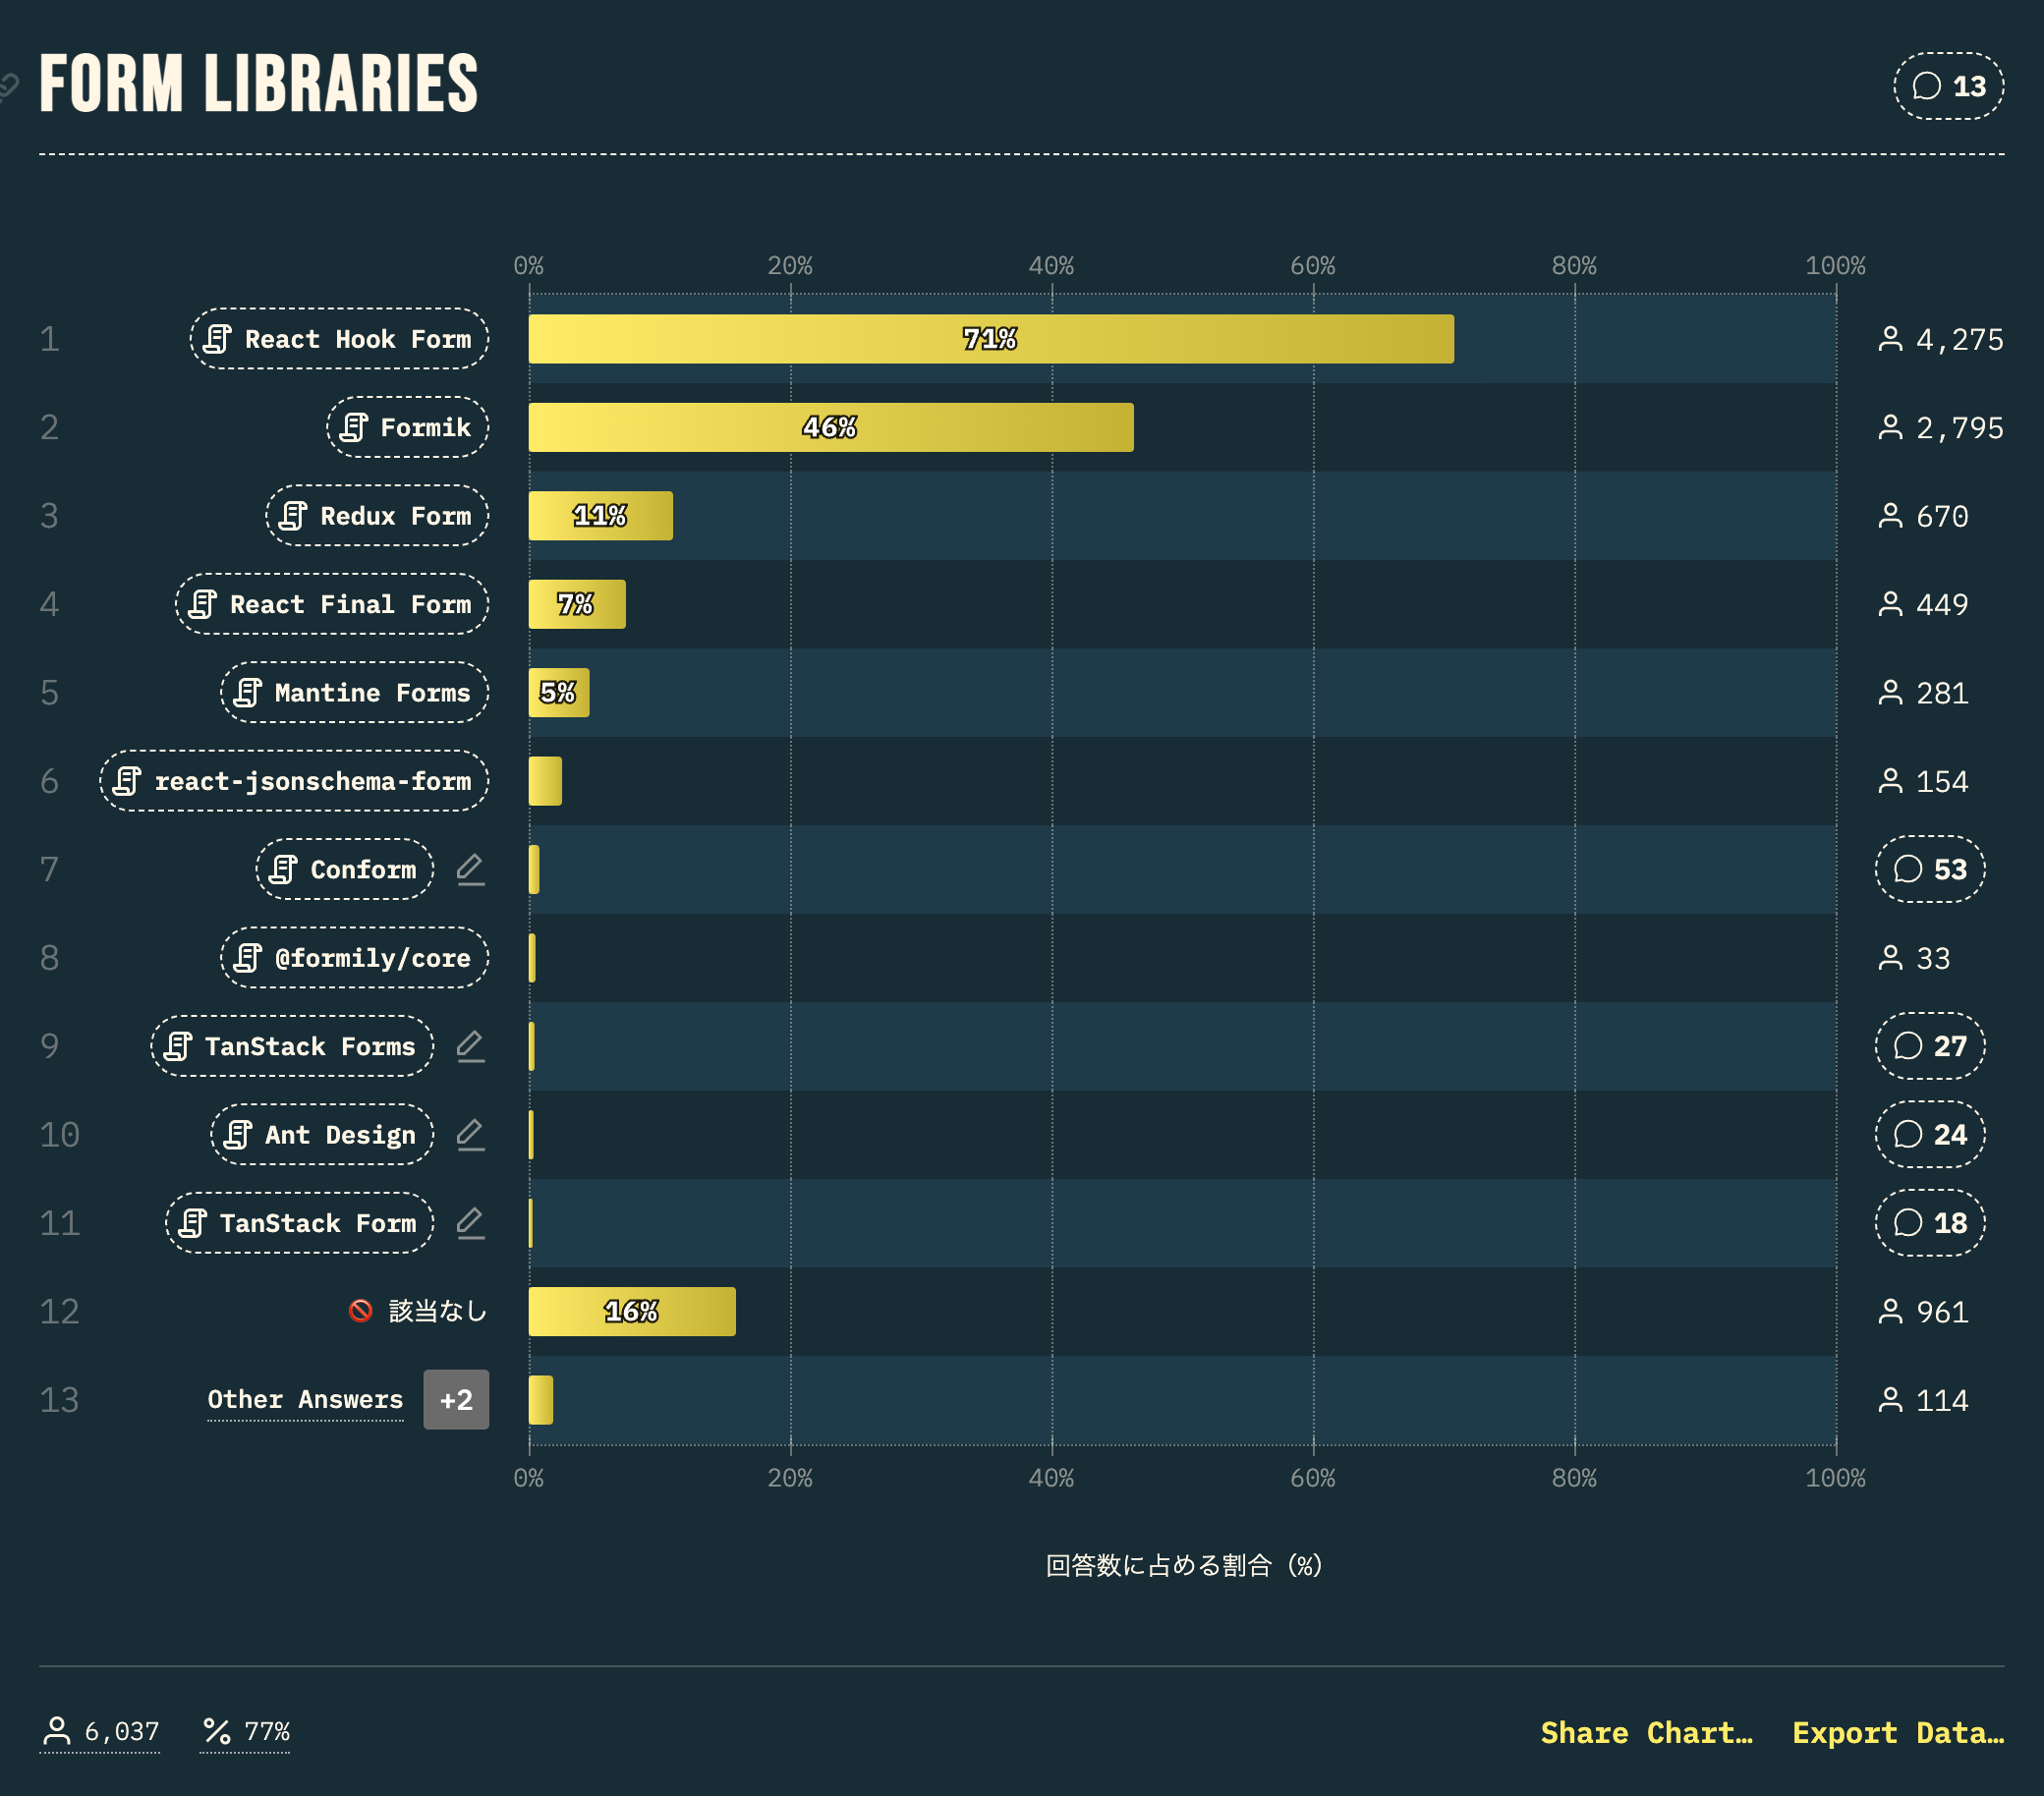 FORM LIBRARIES
13
0% 20% 40% 60% 80% 100%
1 React Hook Form 71% 4,275
2 Formik 46% 2,795
3 Redux Form 11% 670
4 React Final Form 7% 449
5 Mantine Forms 5% 281
6 react-jsonschema-form 154
7 Conform 53
8 @formily/core 33
9 TanStack Forms 27
10 Ant Design 24
11 TanStack Form 18
12 該当なし 16% 961
13 Other Answers +2 114
0% 20% 40% 60% 80% 100%
回答数に占める割合（%）
6,037 77% Share Chart… Export Data…